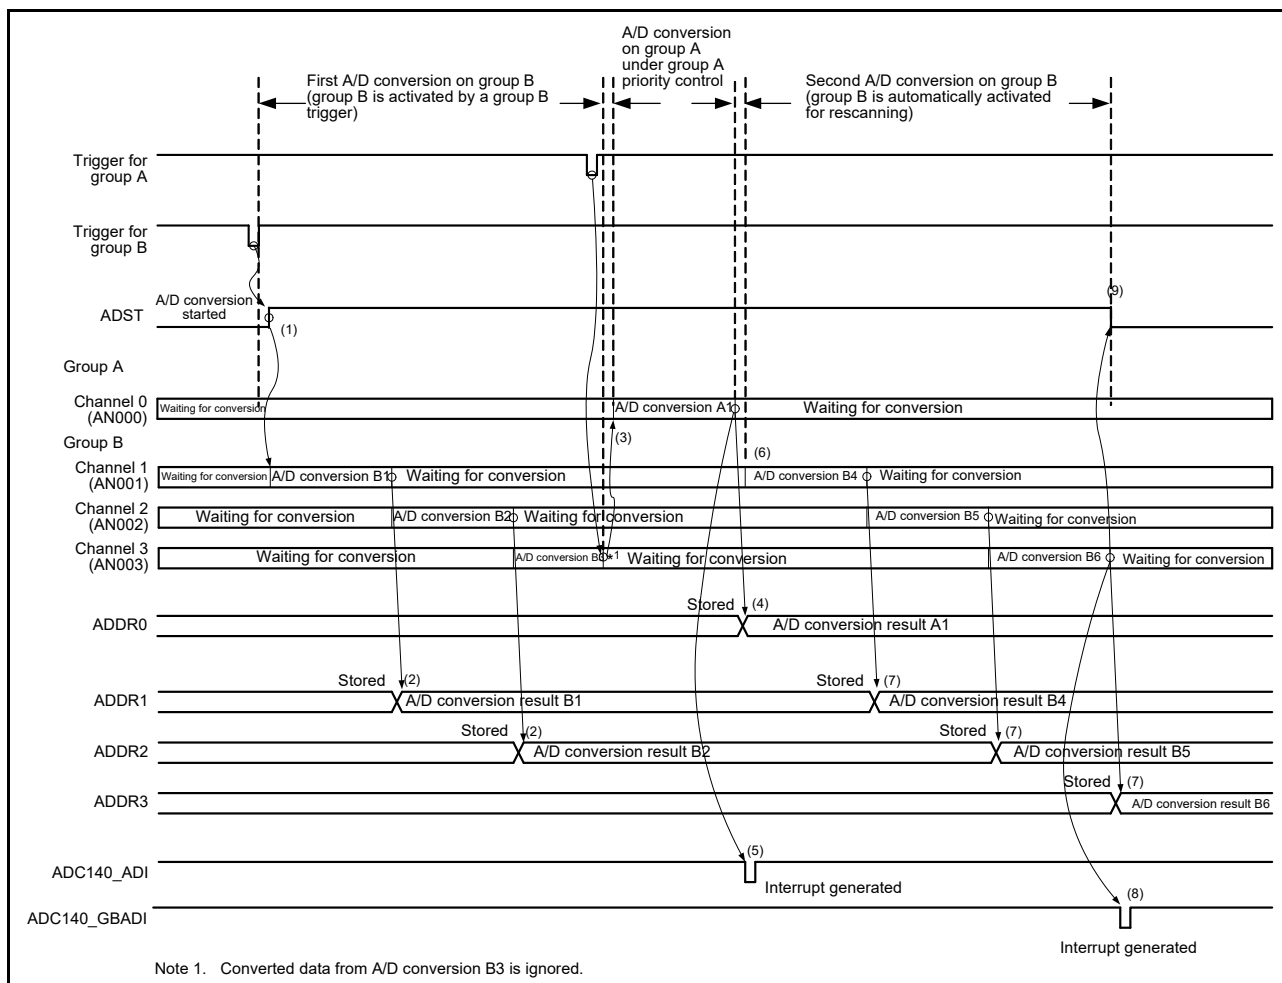 A/D conversion
on group A
under group A
priority control
First A/D conversion on group B
(group B is activated by a group B
trigger)
Second A/D conversion on group B
(group B is automatically activated
for rescanning)
Trigger for
group A
Trigger for
group B
A/D conversion
started
ADST
(1)
(9)
Group A
Channel 0
(AN000)
Waiting for conversion
A/D conversion A1
Waiting for conversion
(3)
Group B
(6)
Channel 1
(AN001)
Waiting for conversion
A/D conversion B1
Waiting for conversion
A/D conversion B4
Waiting for conversion
Channel 2
(AN002)
Waiting for conversion
A/D conversion B2
Waiting for conversion
A/D conversion B5
Waiting for conversion
Channel 3
(AN003)
Waiting for conversion
A/D conversion
*1
Waiting for conversion
A/D conversion B6
Waiting for conversion
ADDR0
Stored
(4)
A/D conversion result A1
ADDR1
Stored
(2)
A/D conversion result B1
Stored
(7)
A/D conversion result B4
ADDR2
Stored
(2)
A/D conversion result B2
Stored
(7)
A/D conversion result B5
ADDR3
Stored
(7)
A/D conversion result B6
ADC140_ADI
(5)
Interrupt generated
ADC140_GBADI
(8)
Interrupt generated
Note 1. Converted data from A/D conversion B3 is ignored.